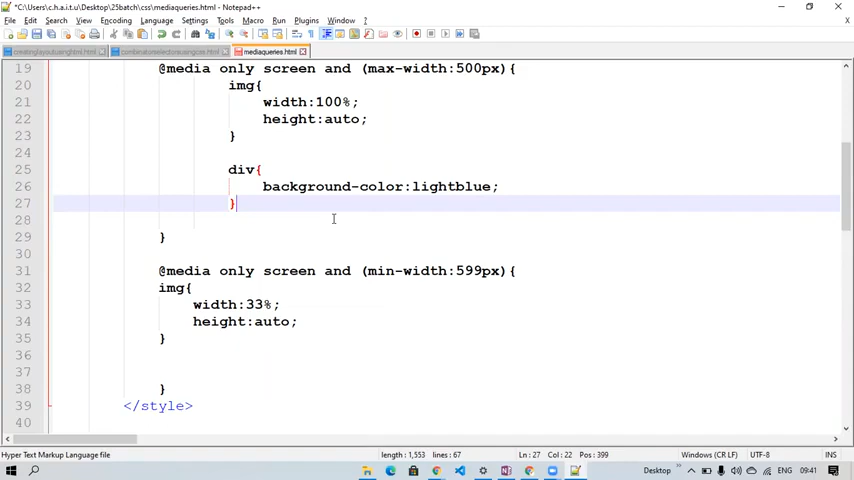 *C:\Users\c.h.a.i.t.u\Desktop\25batch\css\mediaqueries.html - Notepad++
File Edit Search View Encoding Language Settings Tools Macro Run Plugins Window ?
creatinglayoutusinghtml.html combinatorselectorsusingcss.html mediaqueries.html
19 @media only screen and (max-width:500px){
20 img{
21 width:100%;
22 height:auto;
23 }
24
25 div{
26 background-color:lightblue;
27 }
28
29 }
30
31 @media only screen and (min-width:599px){
32 img{
33 width:33%;
34 height:auto;
35 }
36
37
38 }
39 </style>
40
Hyper Text Markup Language file length : 1,553 lines : 67 Ln : 27 Col : 22 Pos : 399 Windows (CR LF) UTF-8 INS
Desktop ENG 09:41